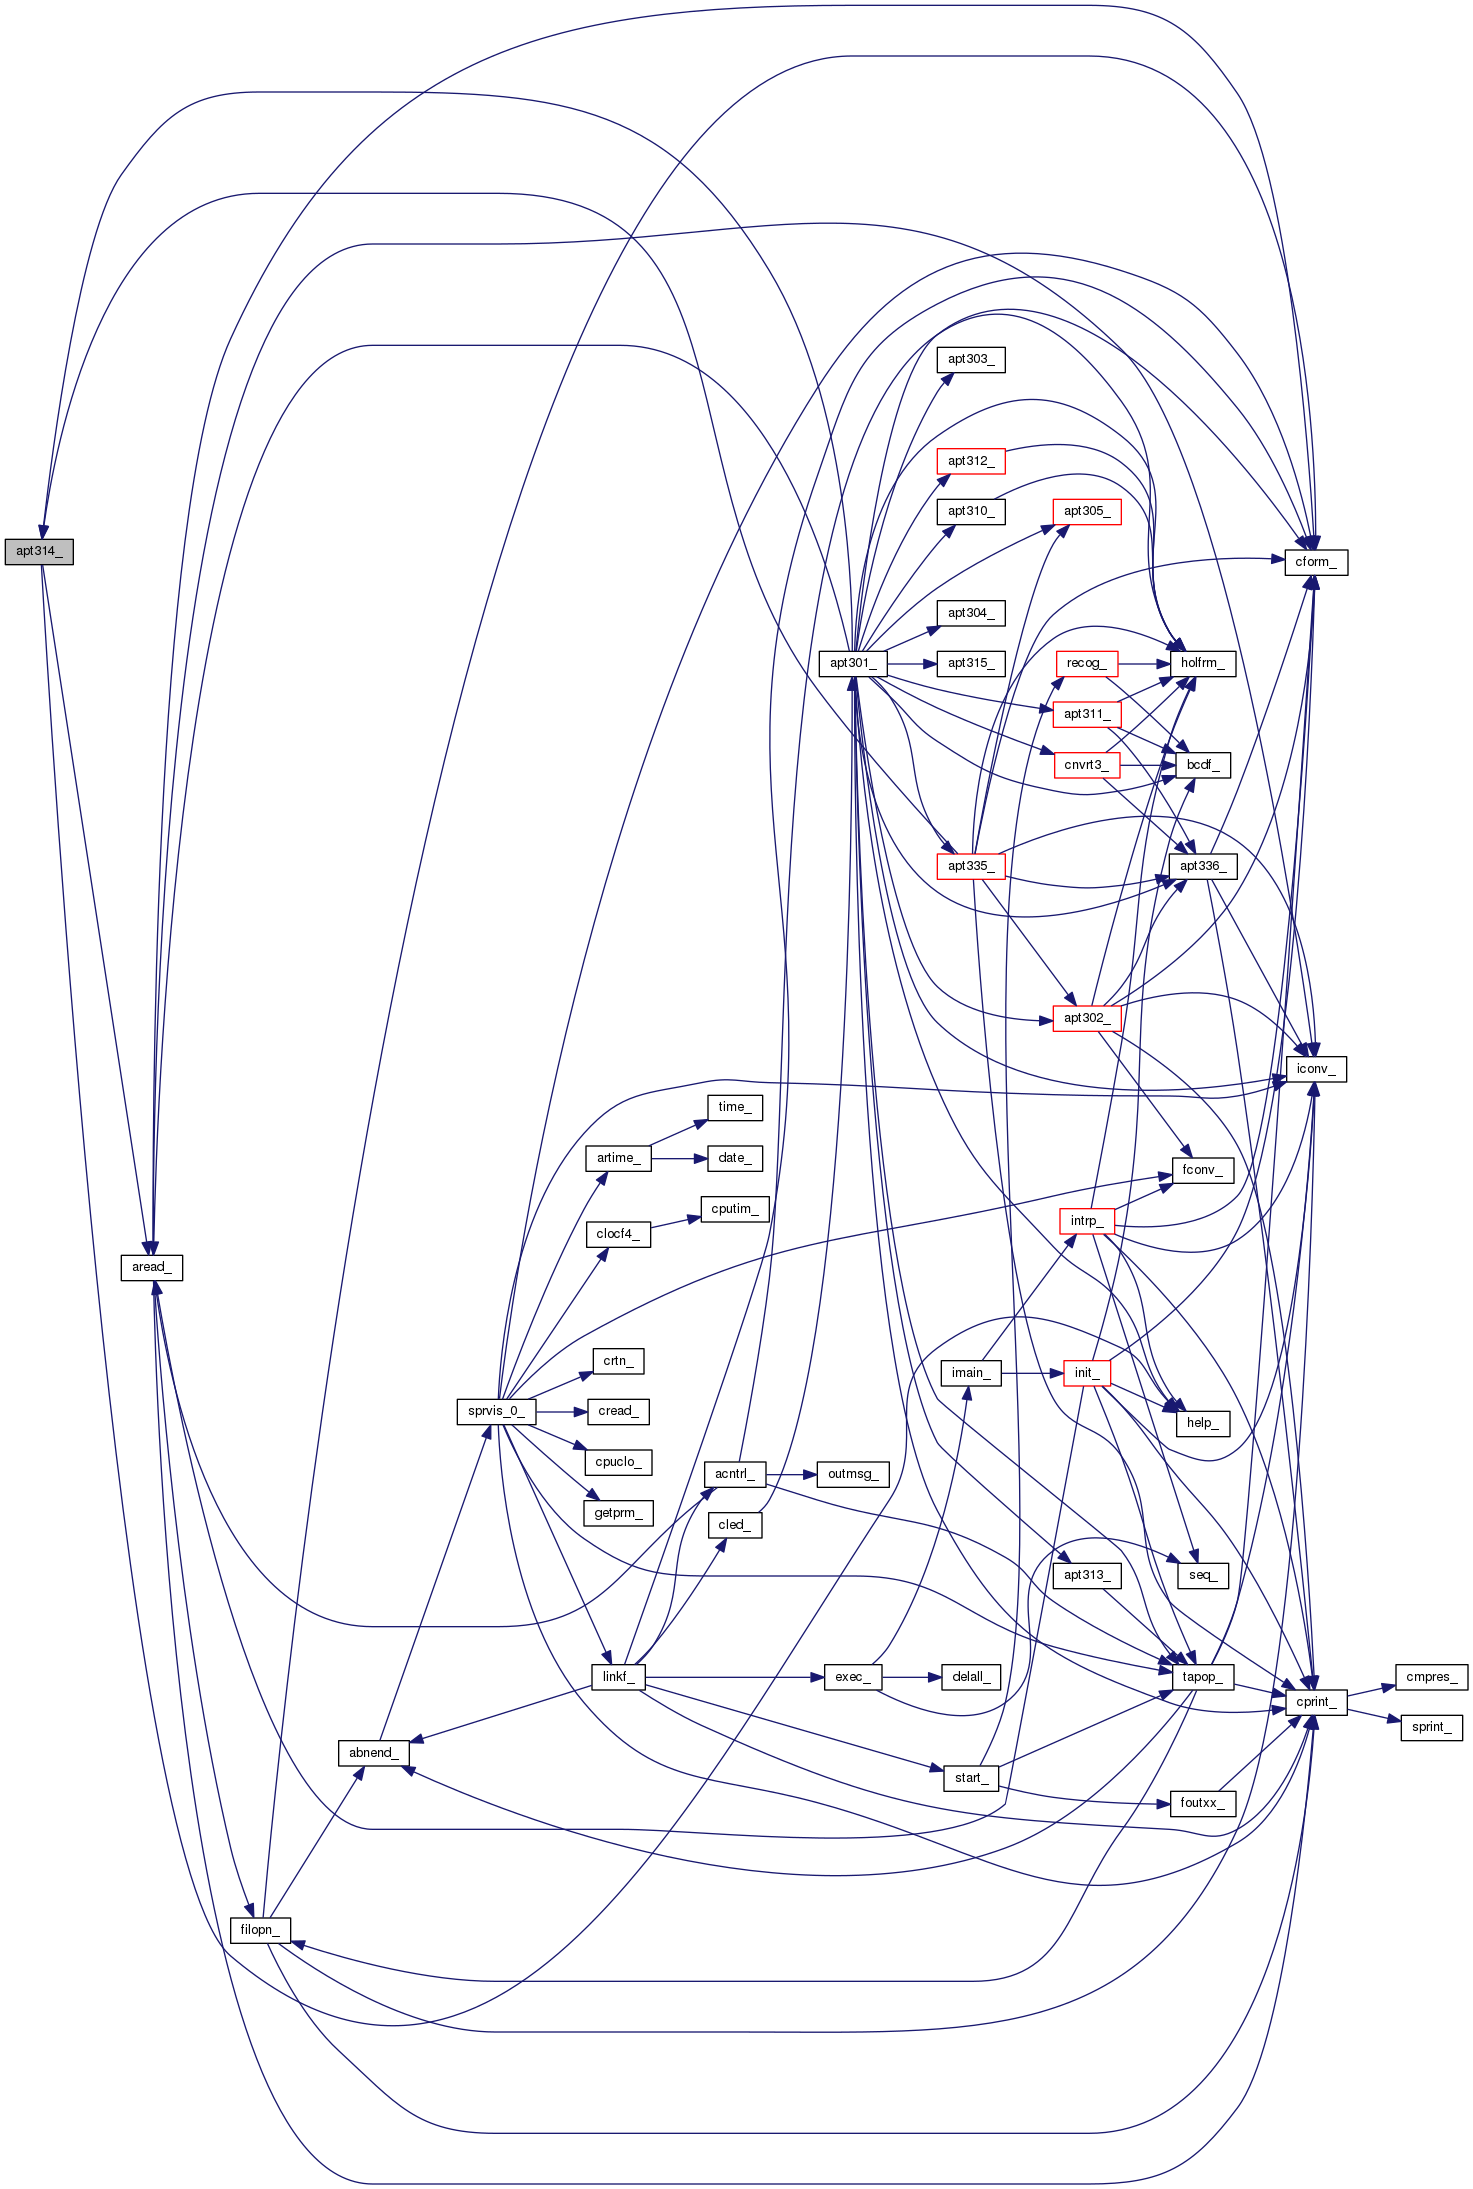 apt303_
apt312_
apt310_
apt305_
apt314_
cform_
apt304_
apt301_
apt315_
recog_
holfrm_
apt311_
cnvrt3_
bcdf_
apt335_
apt336_
apt302_
iconv_
time_
artime_
date_
fconv_
cputim_
clocf4_
intrp_
aread_
crtn_
imain_
init_
sprvis_0_
cread_
help_
cpuclo_
acntrl_
outmsg_
getprm_
cled_
apt313_
seq_
linkf_
exec_
delall_
tapop_
cmpres_
cprint_
sprint_
abnend_
start_
foutxx_
filopn_